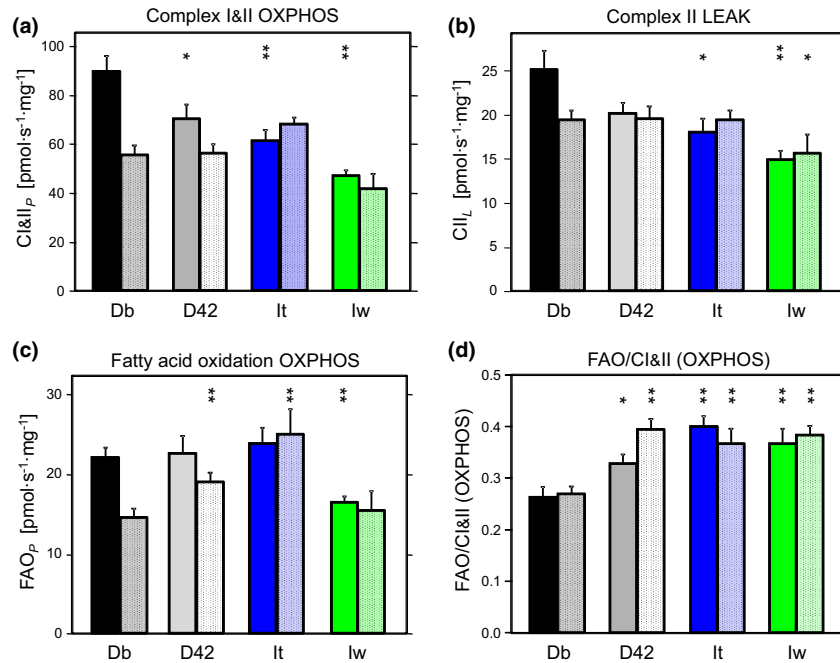 (a) Complex I&II OXPHOS
CI&II_P [pmol·s⁻¹·mg⁻¹]
100
80
60
40
20
0
* ** **
Db D42 It Iw
(b) Complex II LEAK
CII_L [pmol·s⁻¹·mg⁻¹]
25
20
15
10
5
0
* ** *
Db D42 It Iw
(c) Fatty acid oxidation OXPHOS
FAO_P [pmol·s⁻¹·mg⁻¹]
30
20
10
0
** ** **
Db D42 It Iw
(d) FAO/CI&II (OXPHOS)
FAO/CI&II (OXPHOS)
0.5
0.4
0.3
0.2
0.1
0.0
* ** ** ** ** **
Db D42 It Iw